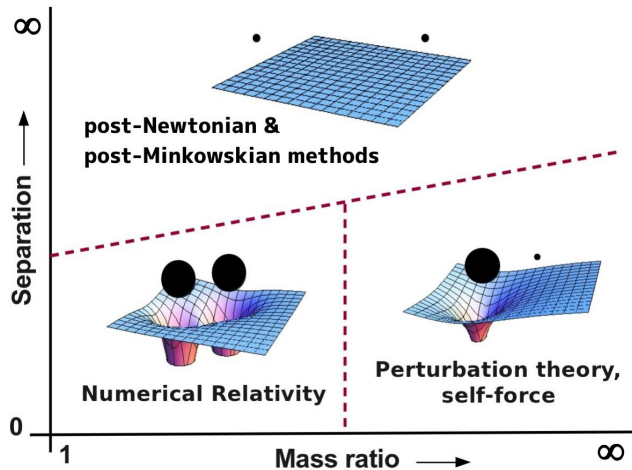 ∞
post-Newtonian &
post-Minkowskian methods
Separation →
Numerical Relativity
Perturbation theory,
self-force
0
1
Mass ratio →
∞